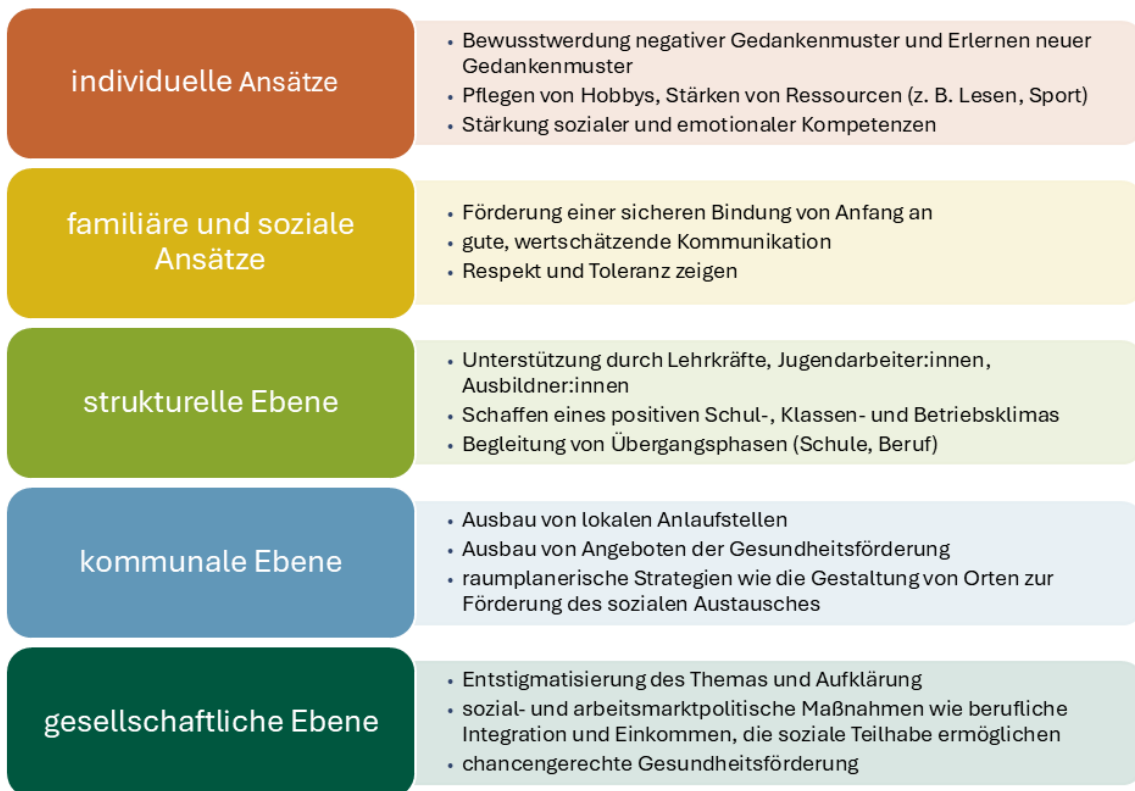 individuelle Ansätze
• Bewusstwerdung negativer Gedankenmuster und Erlernen neuer
Gedankenmuster
• Pflegen von Hobbys, Stärken von Ressourcen (z. B. Lesen, Sport)
• Stärkung sozialer und emotionaler Kompetenzen
familiäre und soziale
Ansätze
• Förderung einer sicheren Bindung von Anfang an
• gute, wertschätzende Kommunikation
• Respekt und Toleranz zeigen
strukturelle Ebene
• Unterstützung durch Lehrkräfte, Jugendarbeiter:innen,
Ausbildner:innen
• Schaffen eines positiven Schul-, Klassen- und Betriebsklimas
• Begleitung von Übergangsphasen (Schule, Beruf)
kommunale Ebene
• Ausbau von lokalen Anlaufstellen
• Ausbau von Angeboten der Gesundheitsförderung
• raumplanerische Strategien wie die Gestaltung von Orten zur
Förderung des sozialen Austausches
gesellschaftliche Ebene
• Entstigmatisierung des Themas und Aufklärung
• sozial- und arbeitsmarktpolitische Maßnahmen wie berufliche
Integration und Einkommen, die soziale Teilhabe ermöglichen
• chancengerechte Gesundheitsförderung